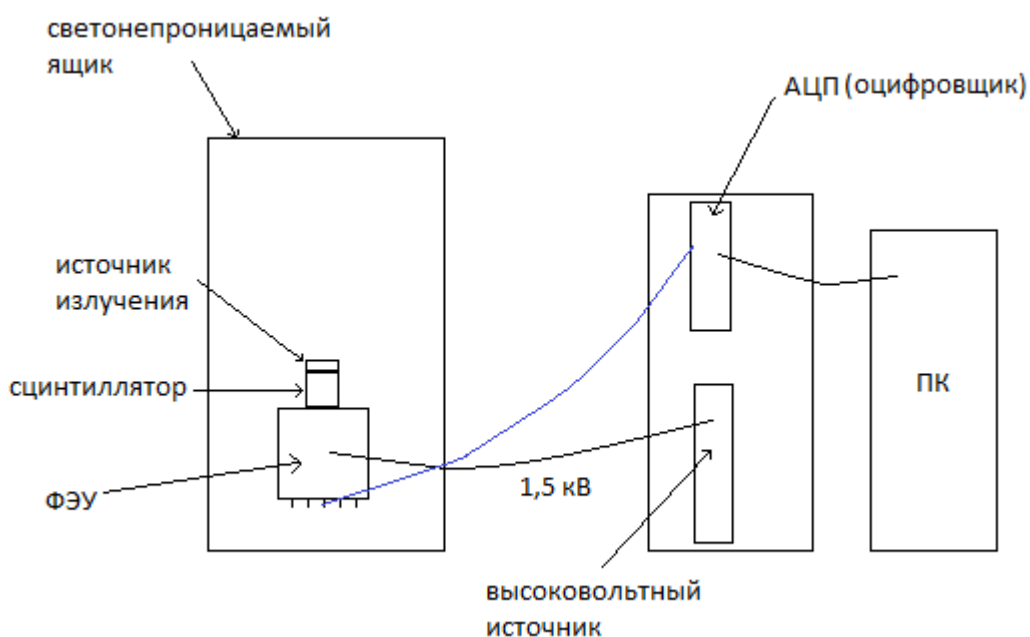 светонепроницаемый
ящик
АЦП (оцифровщик)
источник
излучения
сцинтиллятор
ПК
ФЭУ
1,5 кВ
высоковольтный
источник